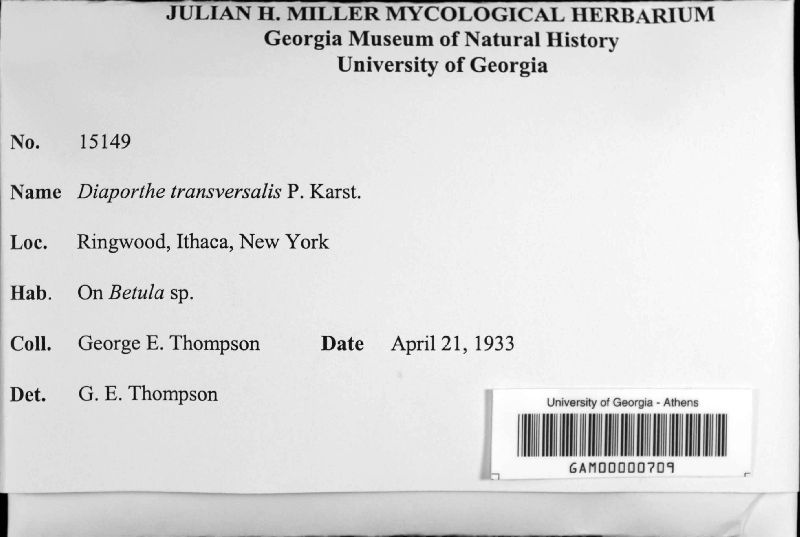 JULIAN H. MILLER MYCOLOGICAL HERBARIUM
Georgia Museum of Natural History
University of Georgia
No. 15149
Name Diaporthe transversalis P. Karst.
Loc. Ringwood, Ithaca, New York
Hab. On Betula sp.
Coll. George E. Thompson Date April 21, 1933
Det. G. E. Thompson
University of Georgia - Athens
GAM00000709